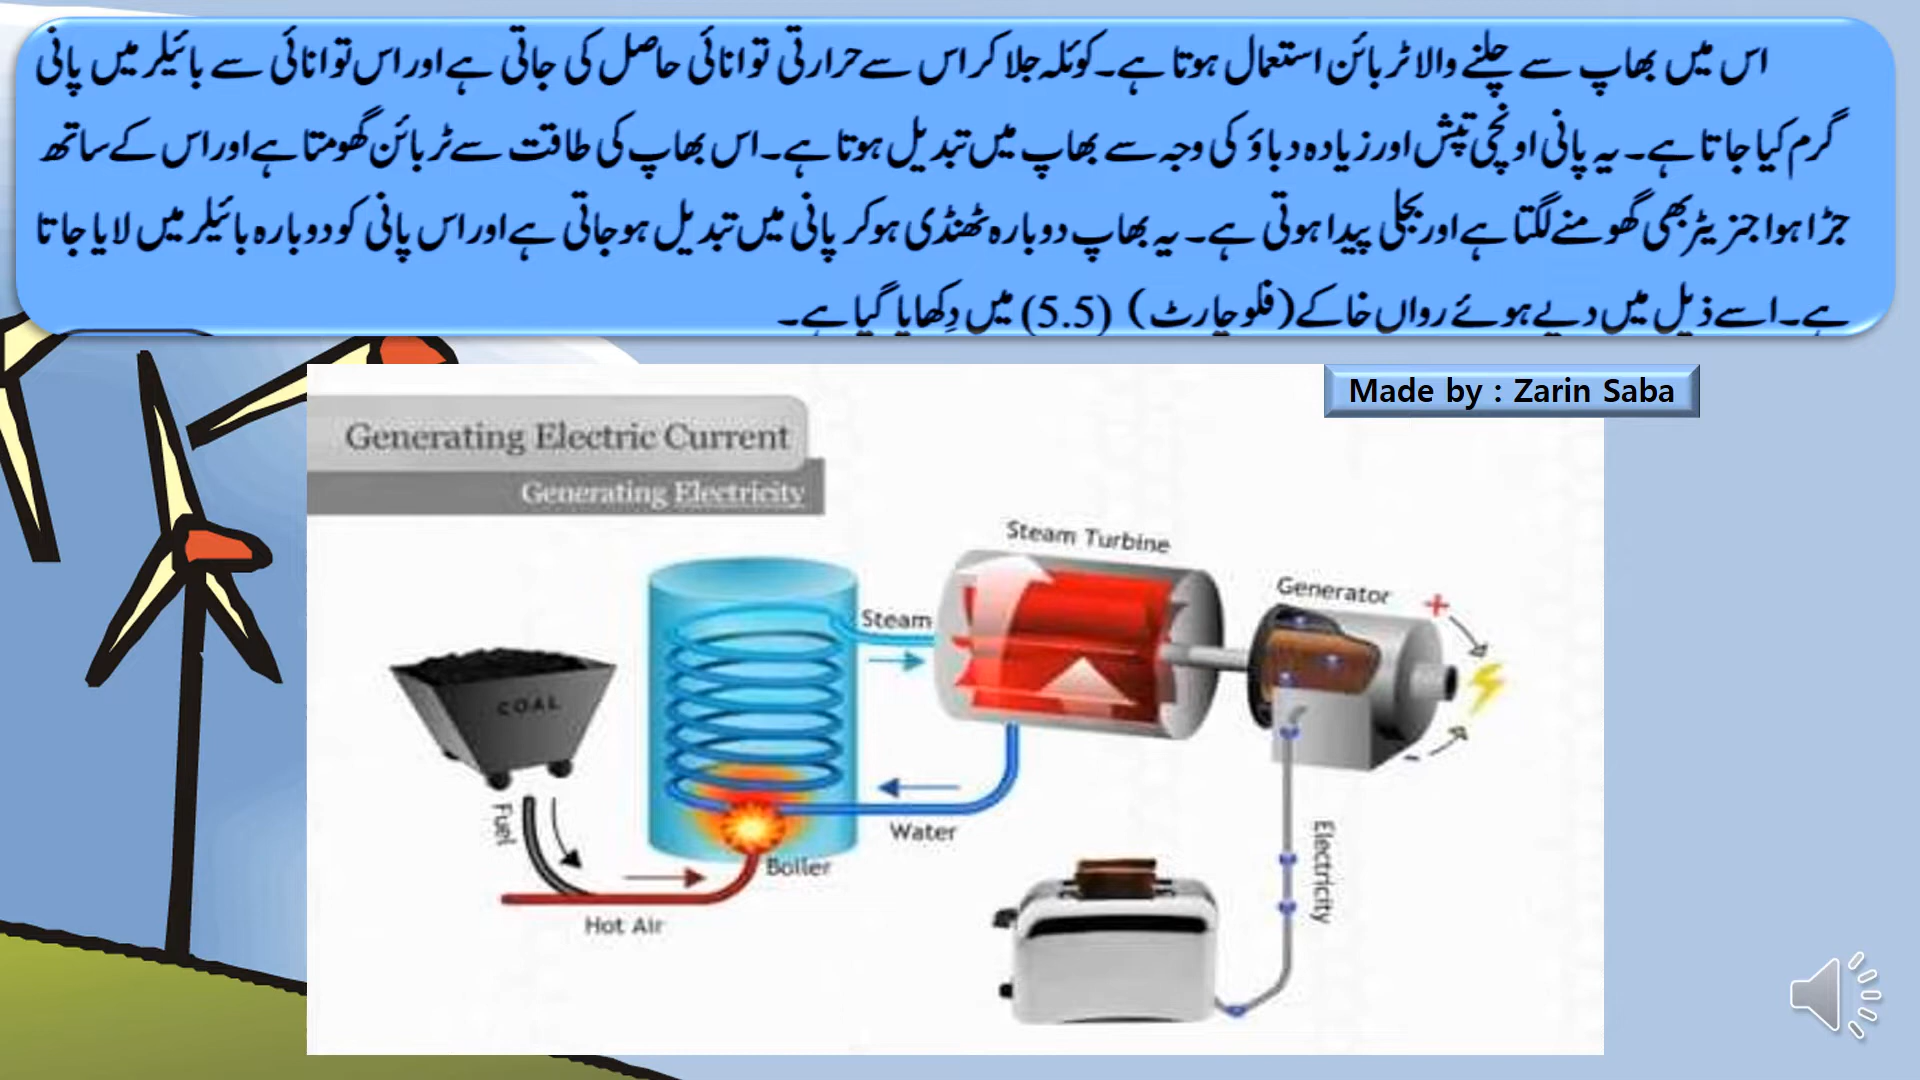 اس میں بھاپ سے چلنے والا ٹربائن استعمال ہوتا ہے۔ کوئلہ جلا کر اس سے حرارتی توانائی حاصل کی جاتی ہے اور اس توانائی سے بائیلر میں پانی
گرم کیا جاتا ہے۔ یہ پانی اونچی تپش اور زیادہ دباؤ کی وجہ سے بھاپ میں تبدیل ہوتا ہے۔ اس بھاپ کی طاقت سے ٹربائن گھومتا ہے اور اس کے ساتھ
جڑا ہوا جنریٹر بھی گھومنے لگتا ہے اور بجلی پیدا ہوتی ہے۔ یہ بھاپ دوبارہ ٹھنڈی ہو کر پانی میں تبدیل ہوجاتی ہے اور اس پانی کو دوبارہ بائیلر میں لایا جاتا
ہے۔ اسے ذیل میں دیے ہوئے رواں خاکے (فلو چارٹ) (5.5) میں دِکھایا گیا ہے۔
Made by : Zarin Saba
Generating Electric Current
Generating Electricity
Steam Turbine
Generator
+
Steam
COAL
-
Fuel
Water
Boiler
Electricity
Hot Air